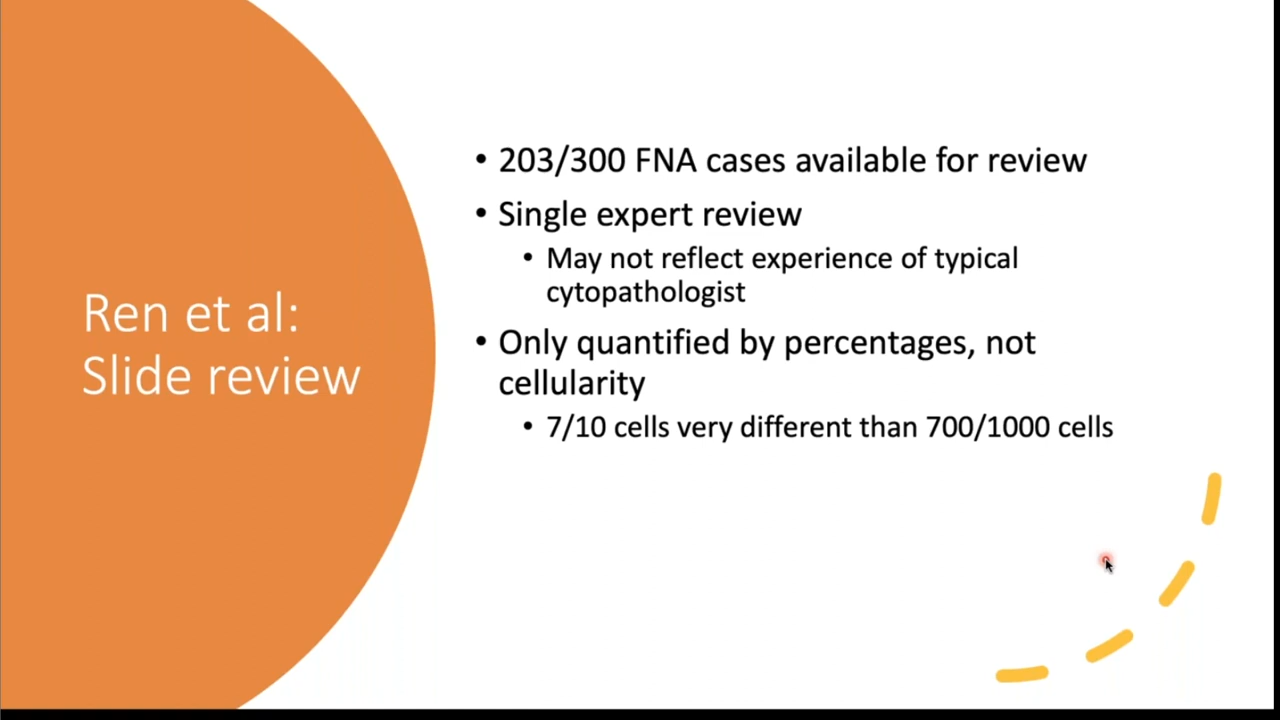 Ren et al:
Slide review
• 203/300 FNA cases available for review
• Single expert review
• May not reflect experience of typical
cytopathologist
• Only quantified by percentages, not
cellularity
• 7/10 cells very different than 700/1000 cells